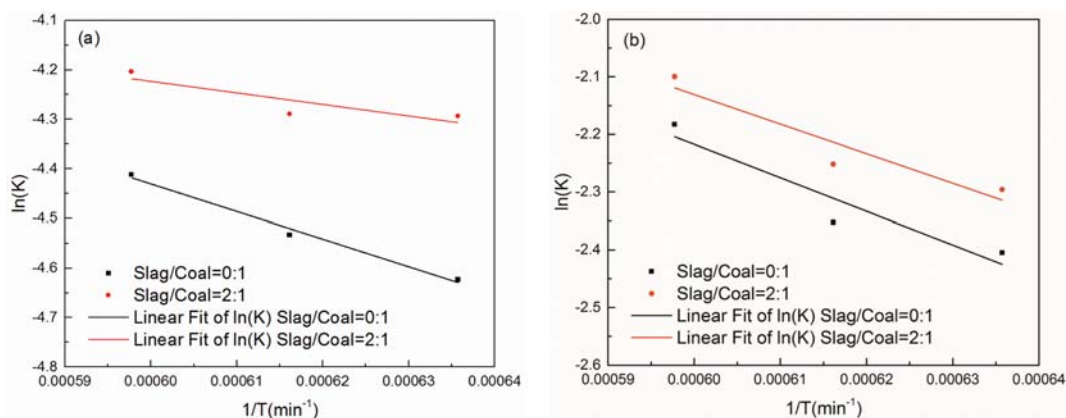 (a)
-4.1
-4.2
-4.3
-4.4
-4.5
-4.6
-4.7
-4.8
ln(K)
Slag/Coal=0:1
Slag/Coal=2:1
Linear Fit of ln(K) Slag/Coal=0:1
Linear Fit of ln(K) Slag/Coal=2:1
0.00059 0.00060 0.00061 0.00062 0.00063 0.00064
1/T(min⁻¹)
(b)
-2.0
-2.1
-2.2
-2.3
-2.4
-2.5
-2.6
ln(K)
Slag/Coal=0:1
Slag/Coal=2:1
Linear Fit of ln(K) Slag/Coal=0:1
Linear Fit of ln(K) Slag/Coal=2:1
0.00059 0.00060 0.00061 0.00062 0.00063 0.00064
1/T(min⁻¹)